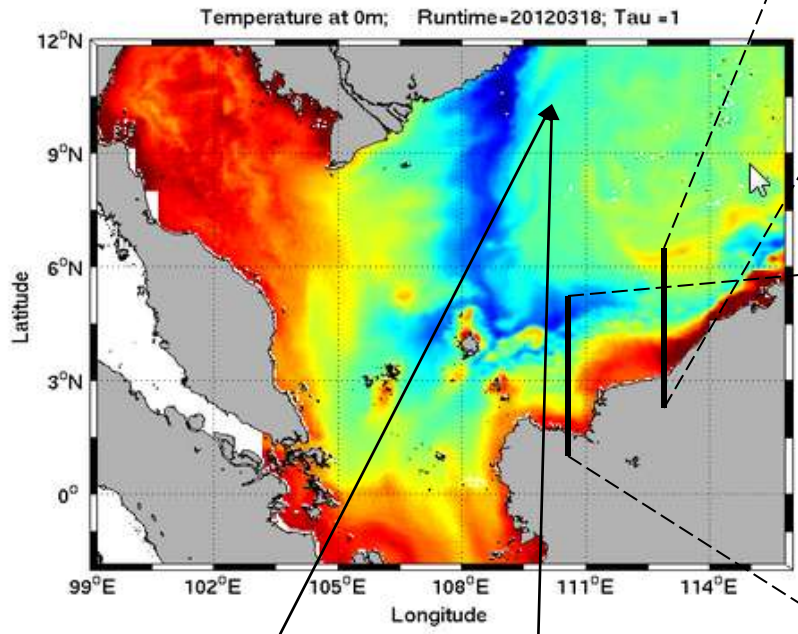 Temperature at 0m; Runtime=20120318; Tau =1
12°N
9°N
6°N
3°N
0°
Latitude
99°E 102°E 105°E 108°E 111°E 114°E
Longitude